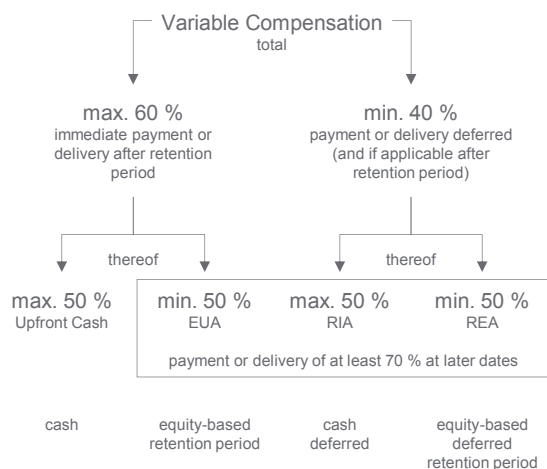 Variable Compensation
total
max. 60 %
immediate payment or
delivery after retention
period
min. 40 %
payment or delivery deferred
(and if applicable after
retention period)
thereof
thereof
max. 50 %
Upfront Cash
min. 50 %
EUA
max. 50 %
RIA
min. 50 %
REA
payment or delivery of at least 70 % at later dates
cash
equity-based
retention period
cash
deferred
equity-based
deferred
retention period